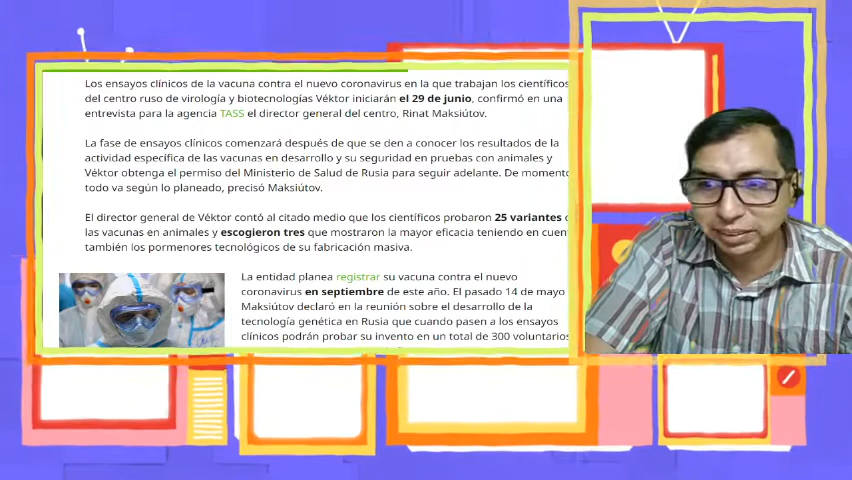 Los ensayos clínicos de la vacuna contra el nuevo coronavirus en la que trabajan los científicos
del centro ruso de virología y biotecnologías Véktor iniciarán el 29 de junio, confirmó en una
entrevista para la agencia TASS el director general del centro, Rinat Maksiútov.
La fase de ensayos clínicos comenzará después de que se den a conocer los resultados de la
actividad específica de las vacunas en desarrollo y su seguridad en pruebas con animales y
Véktor obtenga el permiso del Ministerio de Salud de Rusia para seguir adelante. De momento
todo va según lo planeado, precisó Maksiútov.
El director general de Véktor contó al citado medio que los científicos probaron 25 variantes
las vacunas en animales y escogieron tres que mostraron la mayor eficacia teniendo en cuent
también los pormenores tecnológicos de su fabricación masiva.
La entidad planea registrar su vacuna contra el nuevo
coronavirus en septiembre de este año. El pasado 14 de mayo
Maksiútov declaró en la reunión sobre el desarrollo de la
tecnología genética en Rusia que cuando pasen a los ensayos
clínicos podrán probar su invento en un total de 300 voluntarios